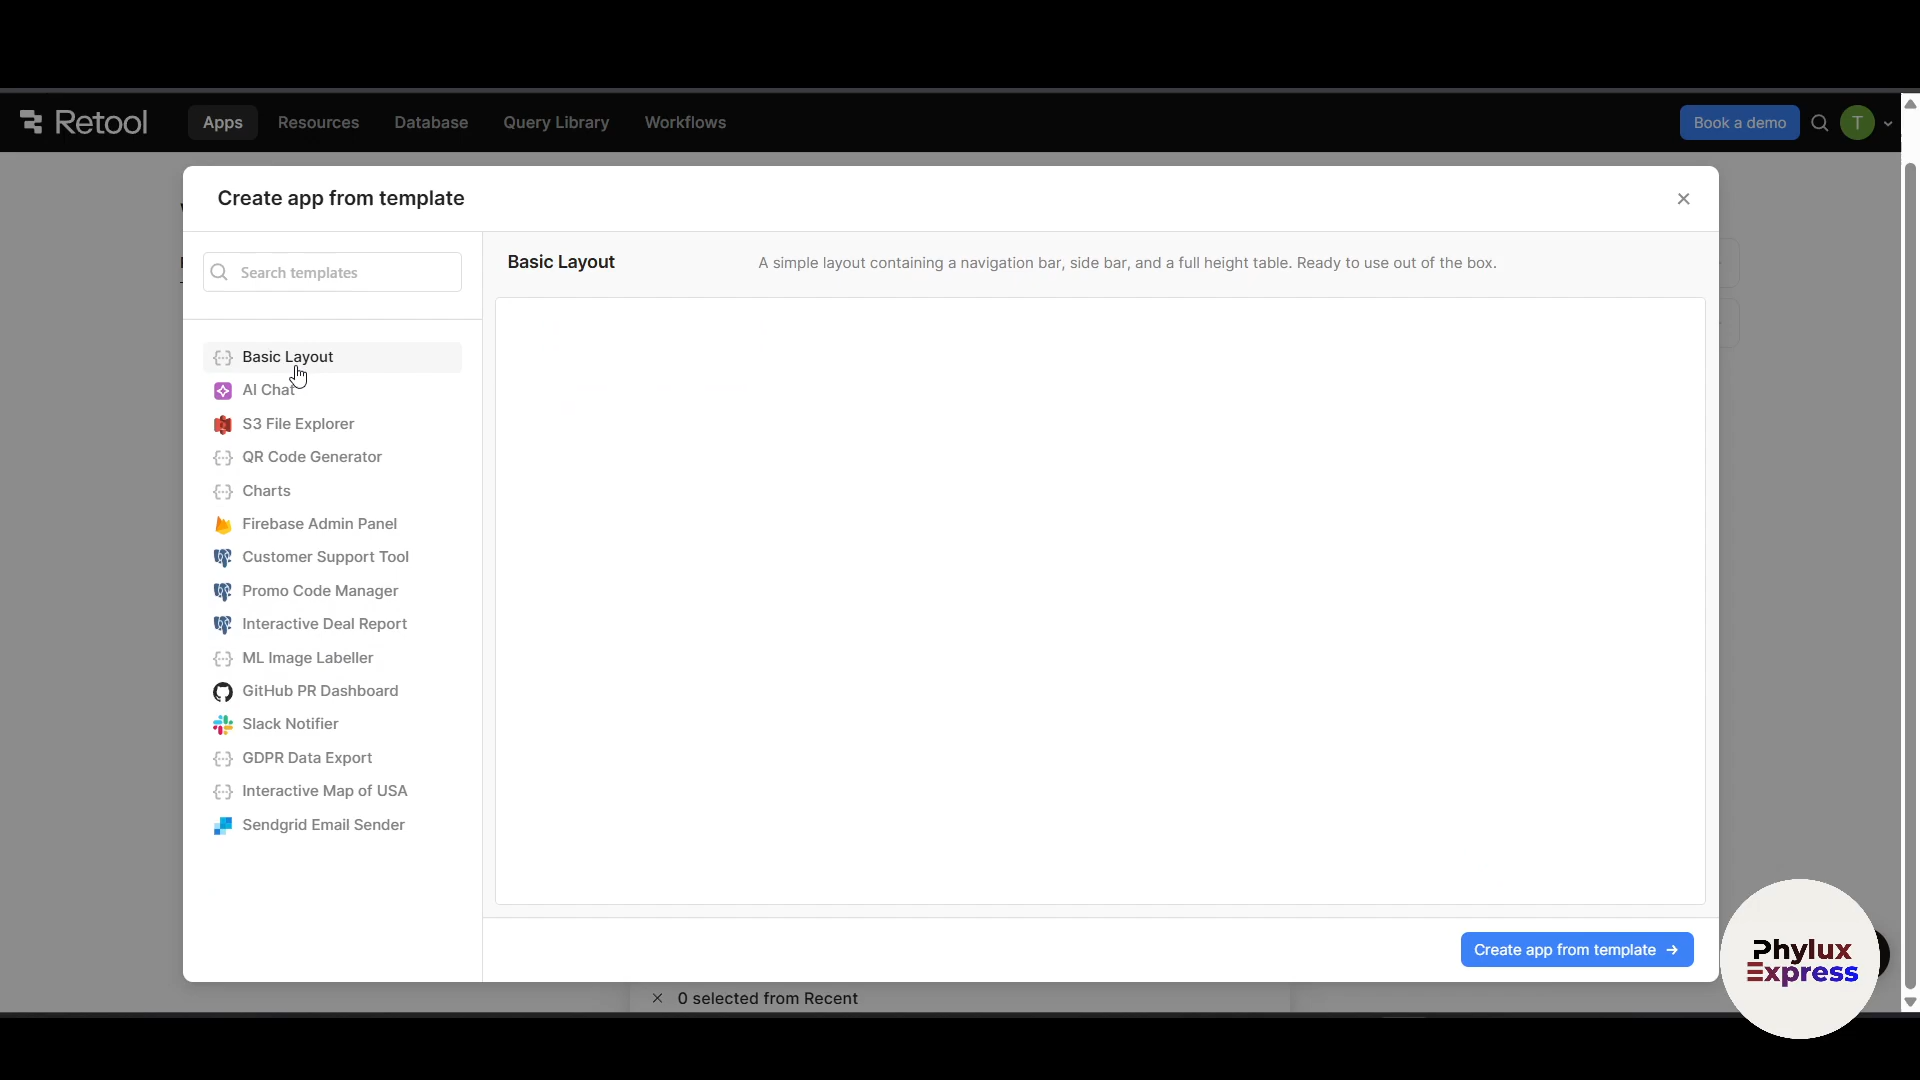 Retool
Apps
Resources
Database
Query Library
Workflows
Book a demo
T
Create app from template
Search templates
Basic Layout
A simple layout containing a navigation bar, side bar, and a full height table. Ready to use out of the box.
Basic Layout
AI Chat
S3 File Explorer
QR Code Generator
Charts
Firebase Admin Panel
Customer Support Tool
Promo Code Manager
Interactive Deal Report
ML Image Labeller
GitHub PR Dashboard
Slack Notifier
GDPR Data Export
Interactive Map of USA
Sendgrid Email Sender
Create app from template
Phylux
Express
0 selected from Recent